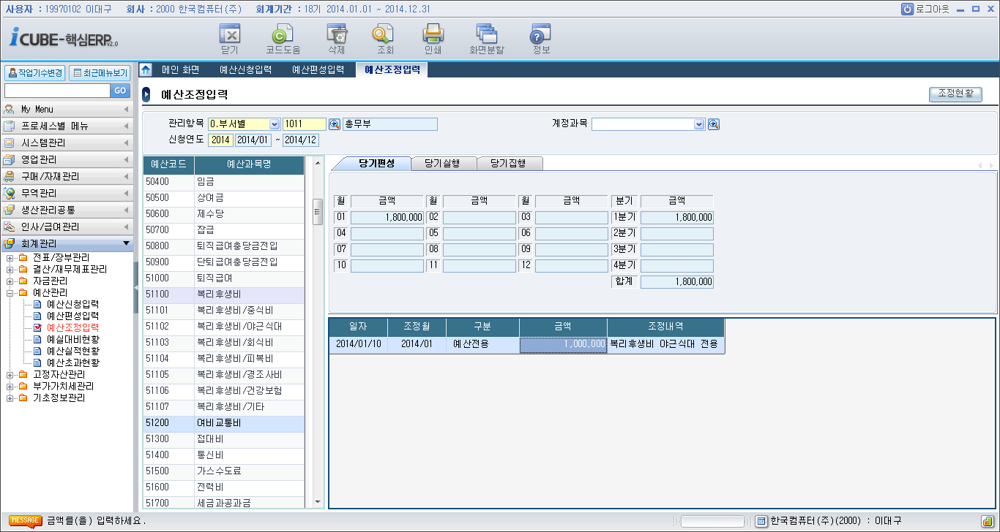 사용자 : 19970102 이대구 회사 : 2000 한국컴퓨터(주) 회계기간 : 18기 2014.01.01 ~ 2014.12.31 로그아웃
iCUBE-핵심ERP v2.0
닫기 코드도움 삭제 조회 인쇄 화면분할 정보
작업기수변경 최근메뉴보기
메인 화면 예산신청입력 예산편성입력 예산조정입력
GO
예산조정입력 조정현황
My Menu
프로세스별 메뉴
시스템관리
영업관리
구매/자재관리
무역관리
생산관리공통
인사/급여관리
회계관리
전표/장부관리
결산/재무제표관리
자금관리
예산관리
예산신청입력
예산편성입력
예산조정입력
예실대비현황
예산실적현황
예산초과현황
고정자산관리
부가가치세관리
기초정보관리
관리항목 0.부서별 1011 총무부 계정과목
신청연도 2014 2014/01 ~ 2014/12
예산코드 예산과목명
50400 임금
50500 상여금
50600 제수당
50700 잡급
50800 퇴직급여충당금전입
50900 단퇴급여충당금전입
51000 퇴직급여
51100 복리후생비
51101 복리후생비/중식비
51102 복리후생비/야근식대
51103 복리후생비/회식비
51104 복리후생비/피복비
51105 복리후생비/경조사비
51106 복리후생비/건강보험
51107 복리후생비/기타
51200 여비교통비
51300 접대비
51400 통신비
51500 가스수도료
51600 전력비
51700 세금과공과금
당기편성 당기실행 당기집행
월 금액 월 금액 월 금액 분기 금액
01 1,800,000 02 03 1분기 1,800,000
04 05 06 2분기
07 08 09 3분기
10 11 12 4분기
합계 1,800,000
일자 조정월 구분 금액 조정내역
2014/01/10 2014/01 예산전용 1,000,000 복리후생비 야근식대 전용
MESSAGE 금액를(을) 입력하세요. 한국컴퓨터(주)(2000) : 이대구